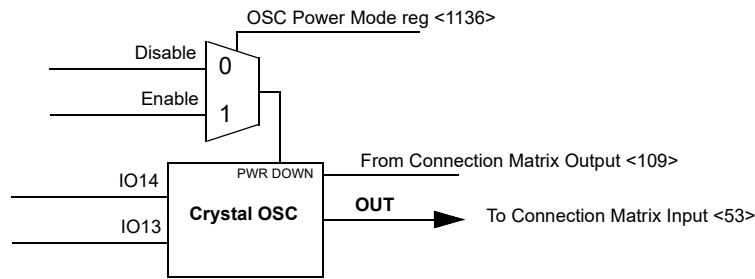 OSC Power Mode reg <1136>
Disable
0
Enable
1
PWR DOWN
From Connection Matrix Output <109>
IO14
Crystal OSC
OUT
To Connection Matrix Input <53>
IO13